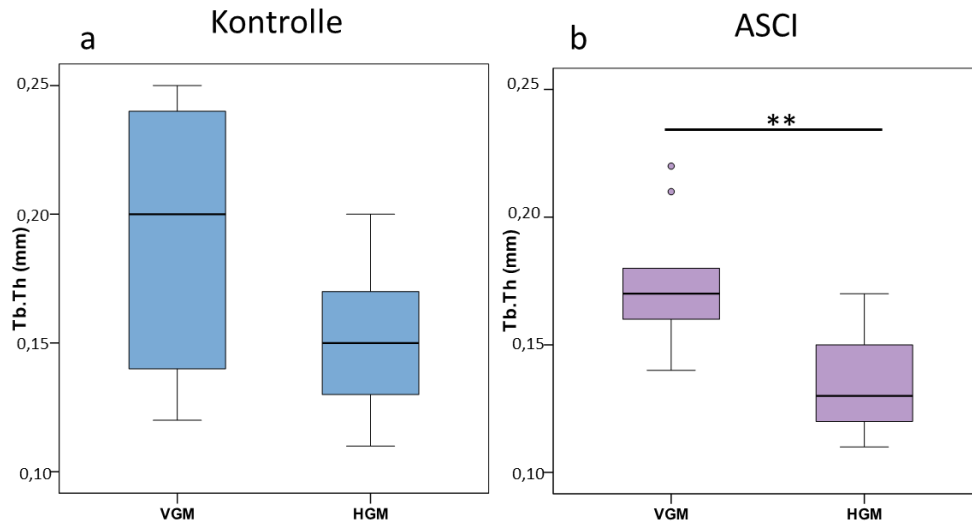 a
Kontrolle
Tb.Th (mm)
0,25
0,20
0,15
0,10
VGM
HGM
b
ASCI
Tb.Th (mm)
0,25
0,20
0,15
0,10
**
VGM
HGM